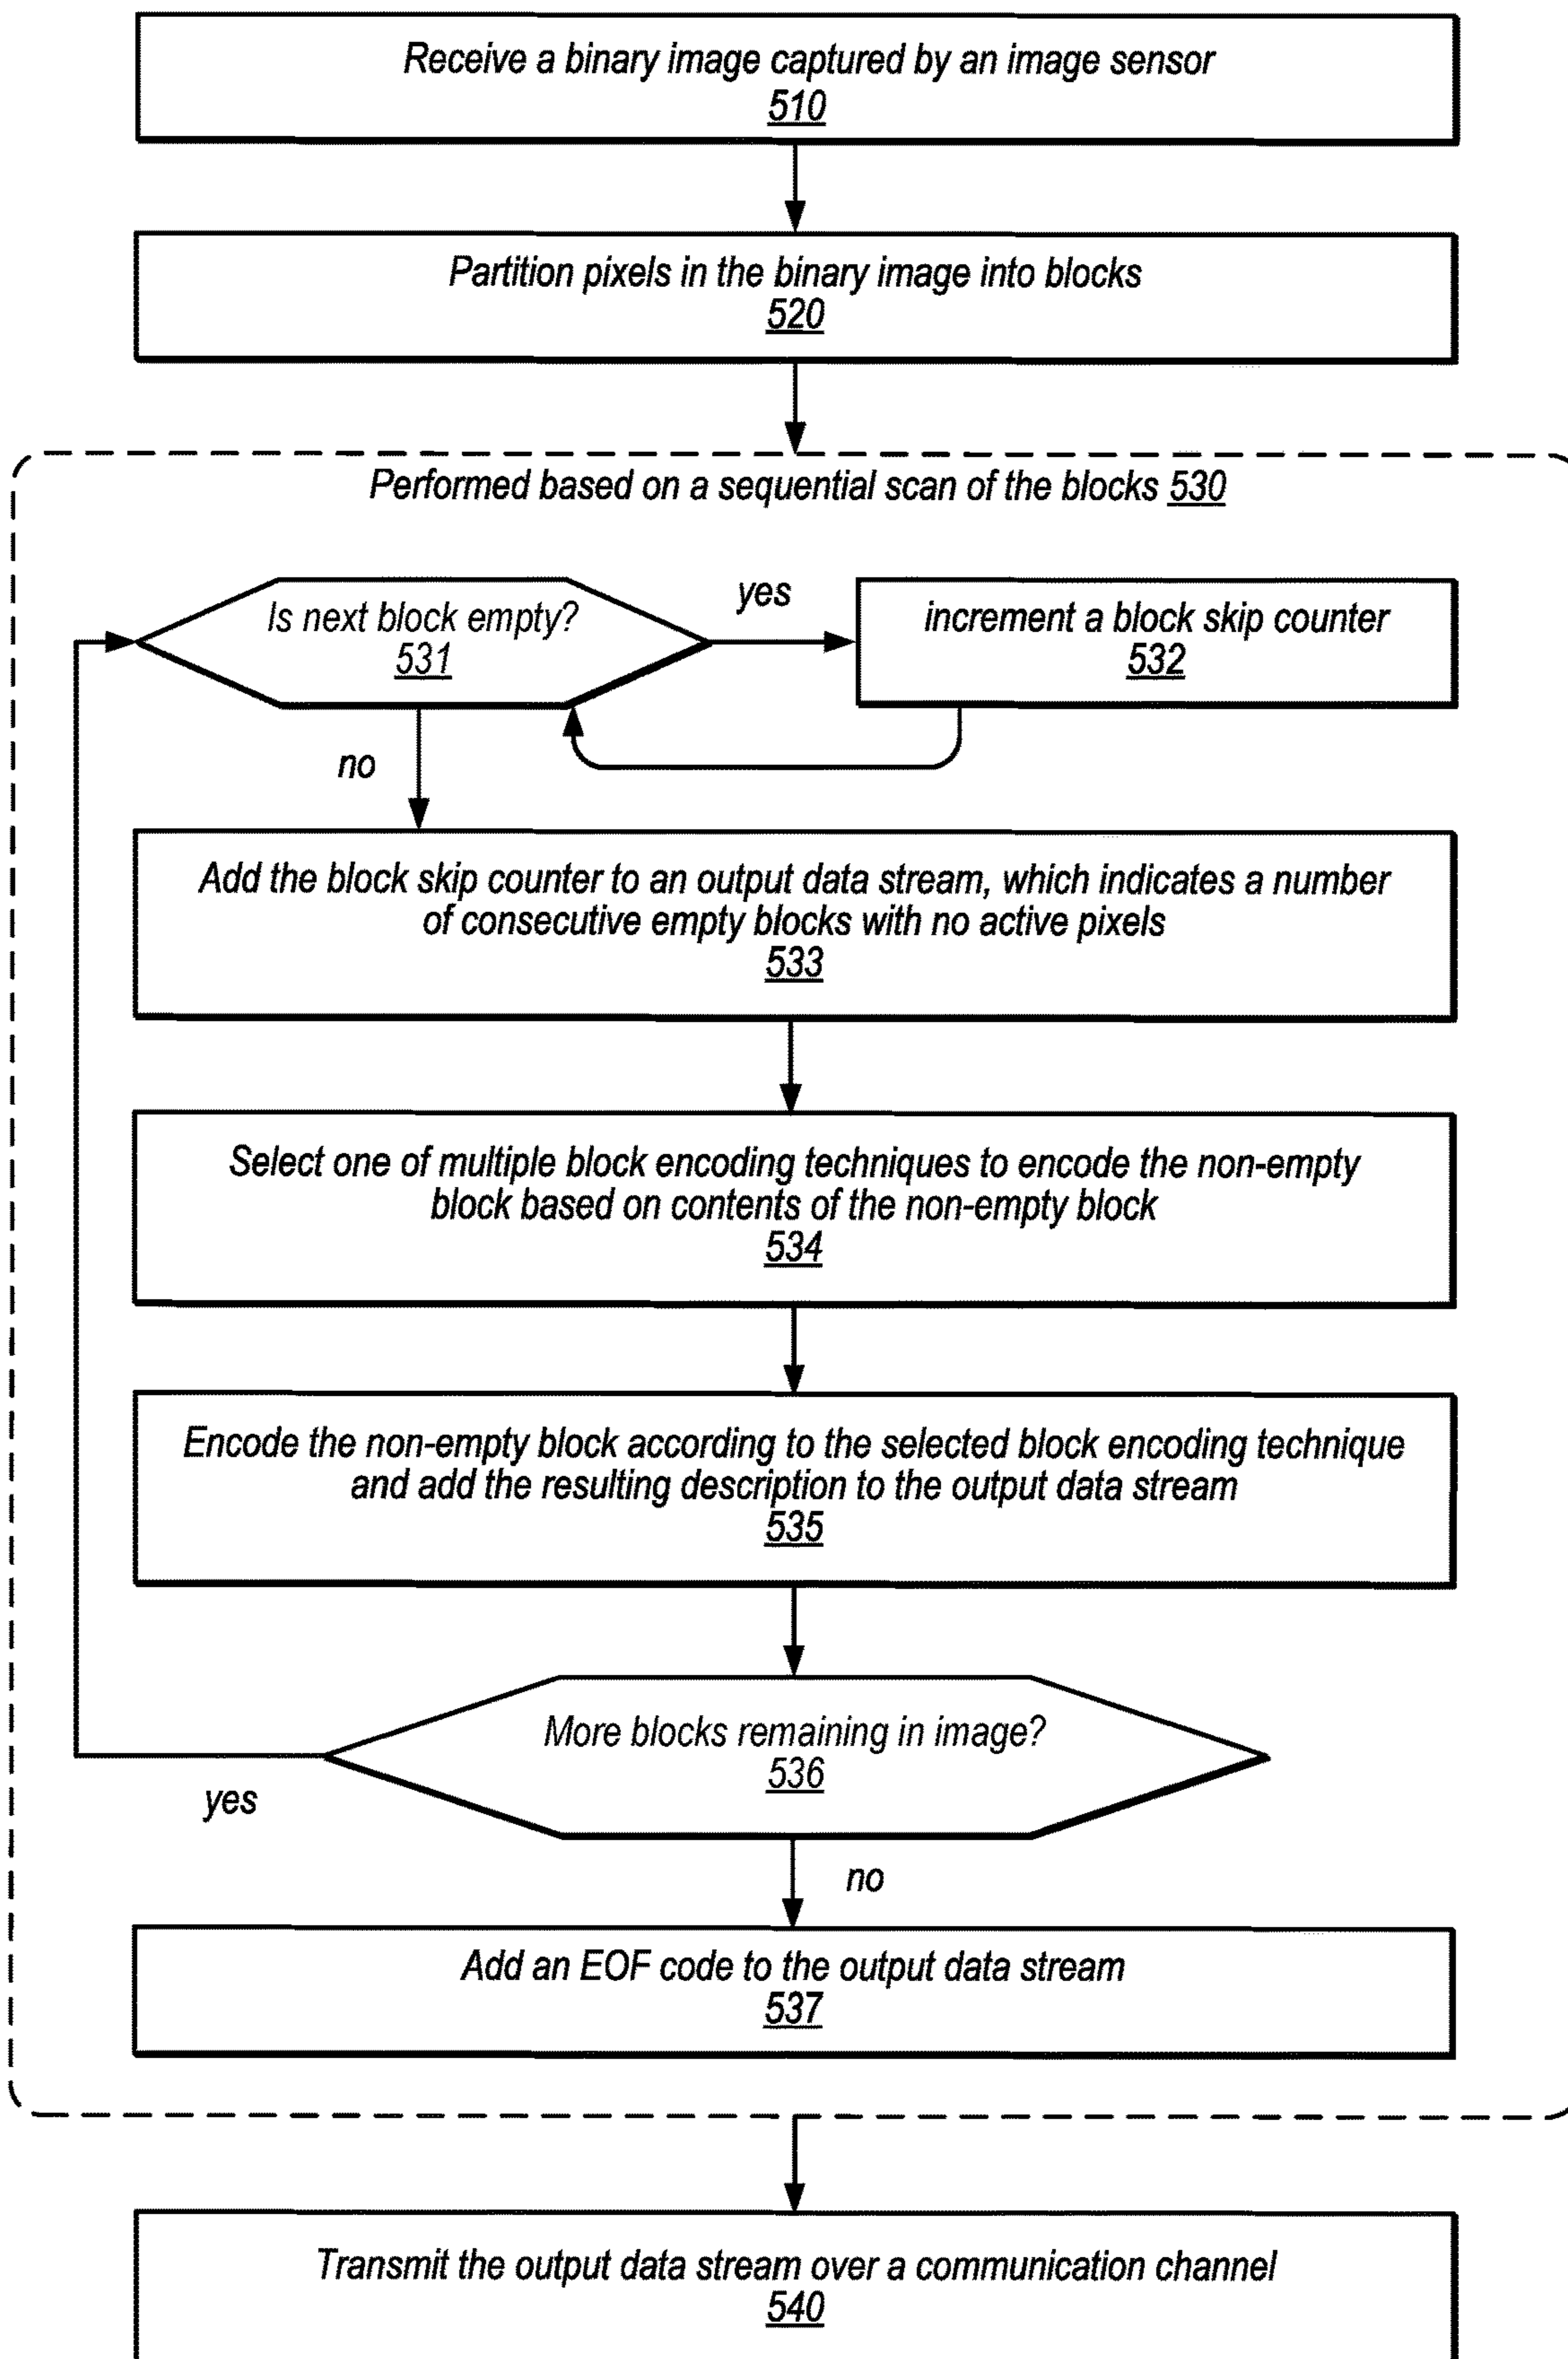 Receive a binary image captured by an image sensor
510
Partition pixels in the binary image into blocks
520
Performed based on a sequential scan of the blocks 530
Is next block empty?
531
yes
increment a block skip counter
532
no
Add the block skip counter to an output data stream, which indicates a number
of consecutive empty blocks with no active pixels
533
Select one of multiple block encoding techniques to encode the non-empty
block based on contents of the non-empty block
534
Encode the non-empty block according to the selected block encoding technique
and add the resulting description to the output data stream
535
More blocks remaining in image?
536
yes
no
Add an EOF code to the output data stream
537
Transmit the output data stream over a communication channel
540